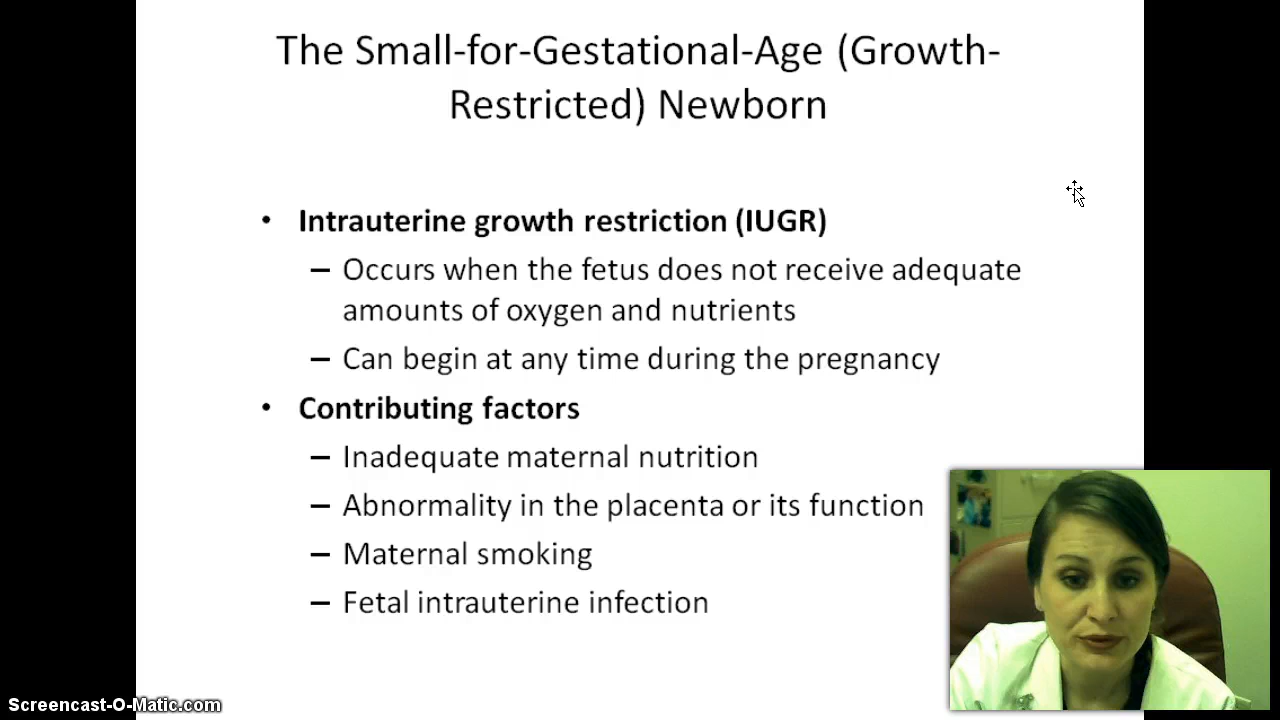 The Small-for-Gestational-Age (Growth-
Restricted) Newborn
• Intrauterine growth restriction (IUGR)
– Occurs when the fetus does not receive adequate
amounts of oxygen and nutrients
– Can begin at any time during the pregnancy
• Contributing factors
– Inadequate maternal nutrition
– Abnormality in the placenta or its function
– Maternal smoking
– Fetal intrauterine infection
Screencast-O-Matic.com